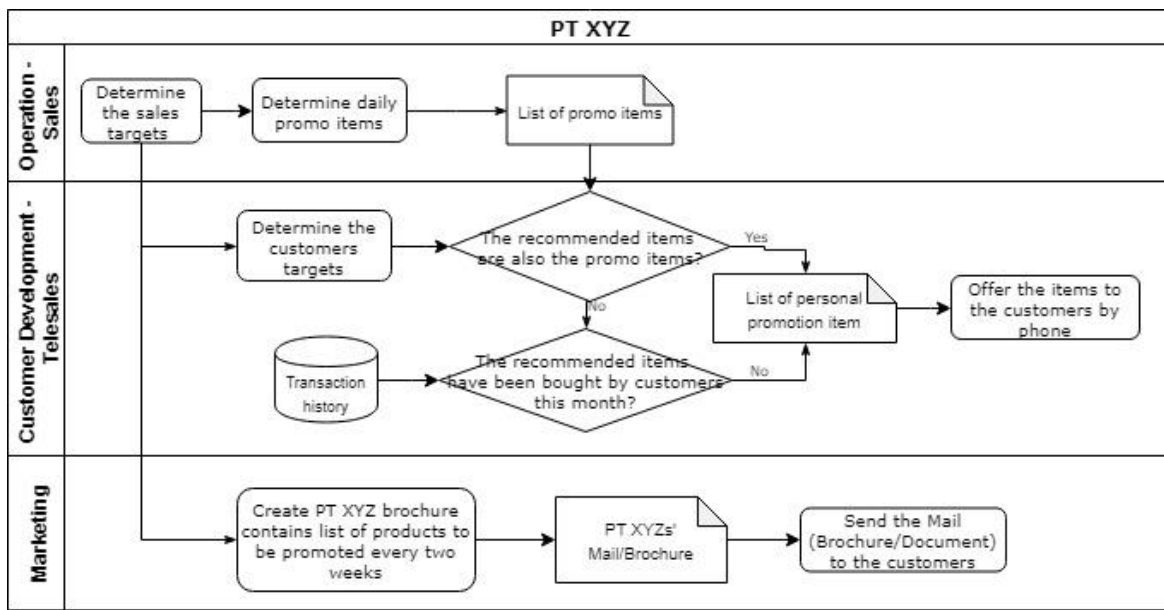 PT XYZ
Operation -
Sales
Determine
the sales
targets
Determine daily
promo items
List of promo items
Customer Development -
Telesales
Determine the
customers
targets
The recommended items
are also the promo items?
Yes
No
List of personal
promotion item
Offer the items to
the customers by
phone
Transaction
history
The recommended items
have been bought by customers
this month?
No
Marketing
Create PT XYZ brochure
contains list of products to
be promoted every two
weeks
PT XYZs'
Mail/Brochure
Send the Mail
(Brochure/Document)
to the customers